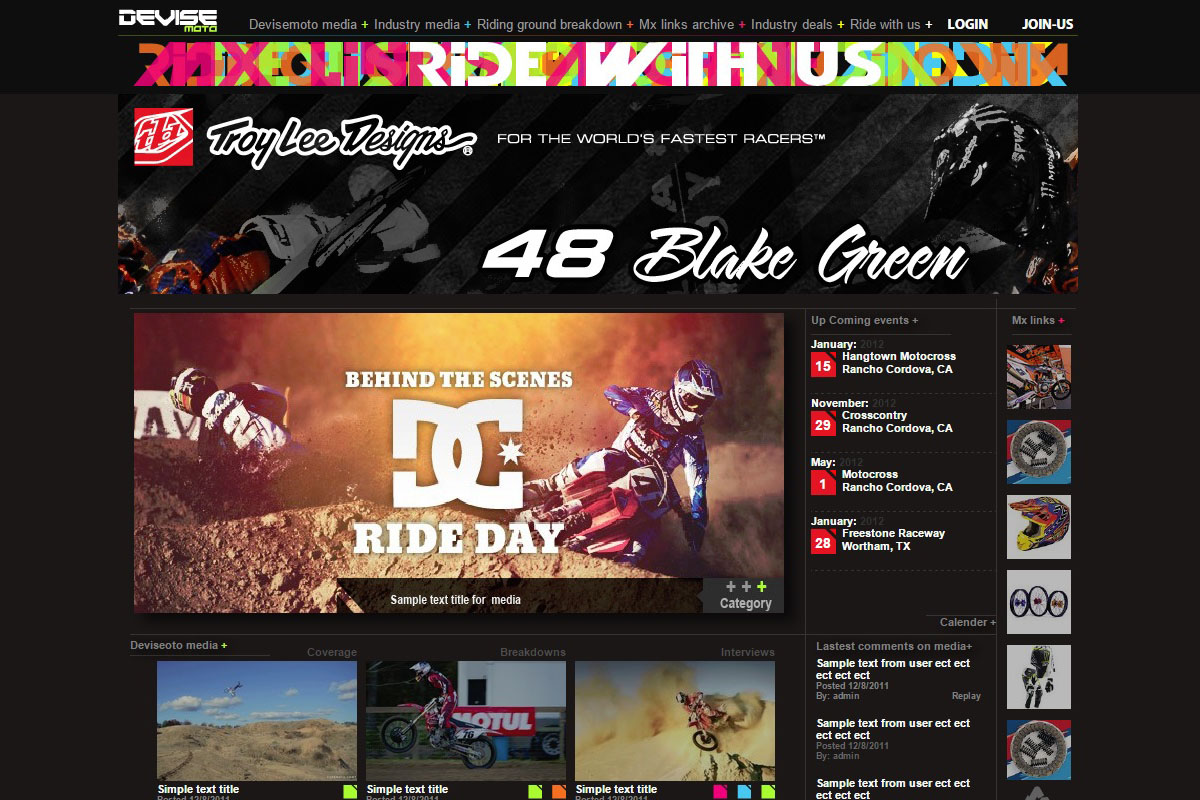 DEVISE
MOTO
Devisemoto media + Industry media + Riding ground breakdown + Mx links archive + Industry deals + Ride with us + LOGIN JOIN-US
RiDE WiTH US
Troy Lee Designs®
FOR THE WORLD'S FASTEST RACERS™
48 Blake Green
BEHIND THE SCENES
DC
RIDE DAY
Sample text title for media
+ + +
Category
Up Coming events +
January: 2012
15
Hangtown Motocross
Rancho Cordova, CA
November: 2012
29
Crosscontry
Rancho Cordova, CA
May: 2012
1
Motocross
Rancho Cordova, CA
January: 2012
28
Freestone Raceway
Wortham, TX
Calender +
Mx links +
Deviseoto media +
Coverage
Breakdowns
Interviews
MOTUL
Sample text title
Posted 12/8/2011
Sample text title
Posted 12/8/2011
Sample text title
Posted 12/8/2011
Lastest comments on media+
Sample text from user ect ect
ect ect ect
Posted 12/8/2011
By: admin
Replay
Sample text from user ect ect
ect ect ect
Posted 12/8/2011
By: admin
Sample text from user ect ect
ect ect ect